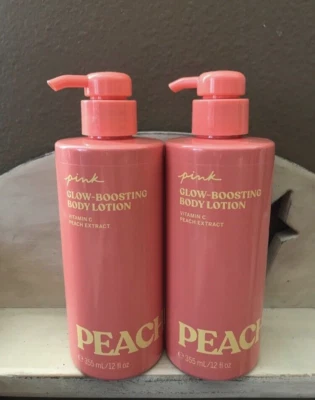 pink
GLOW-BOOSTING
BODY LOTION
VITAMIN C
PEACH EXTRACT
PEACH
℮ 355 mL/12 fl oz
pink
GLOW-BOOSTING
BODY LOTION
VITAMIN C
PEACH EXTRACT
PEACH
℮ 355 mL/12 fl oz